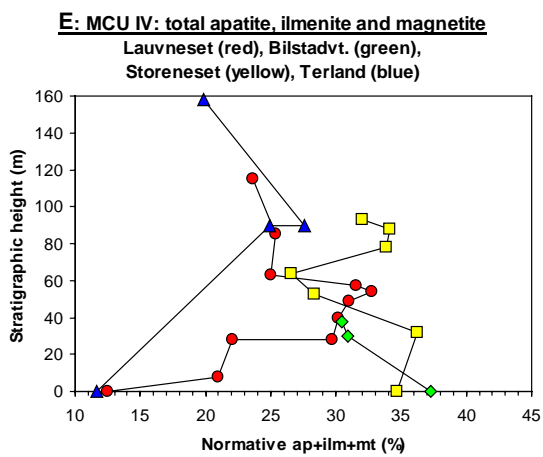 E: MCU IV: total apatite, ilmenite and magnetite
Lauvneset (red), Bilstadvt. (green),
Storeneset (yellow), Terland (blue)
160
140
120
100
80
60
40
20
0
Stratigraphic height (m)
10 15 20 25 30 35 40 45
Normative ap+ilm+mt (%)